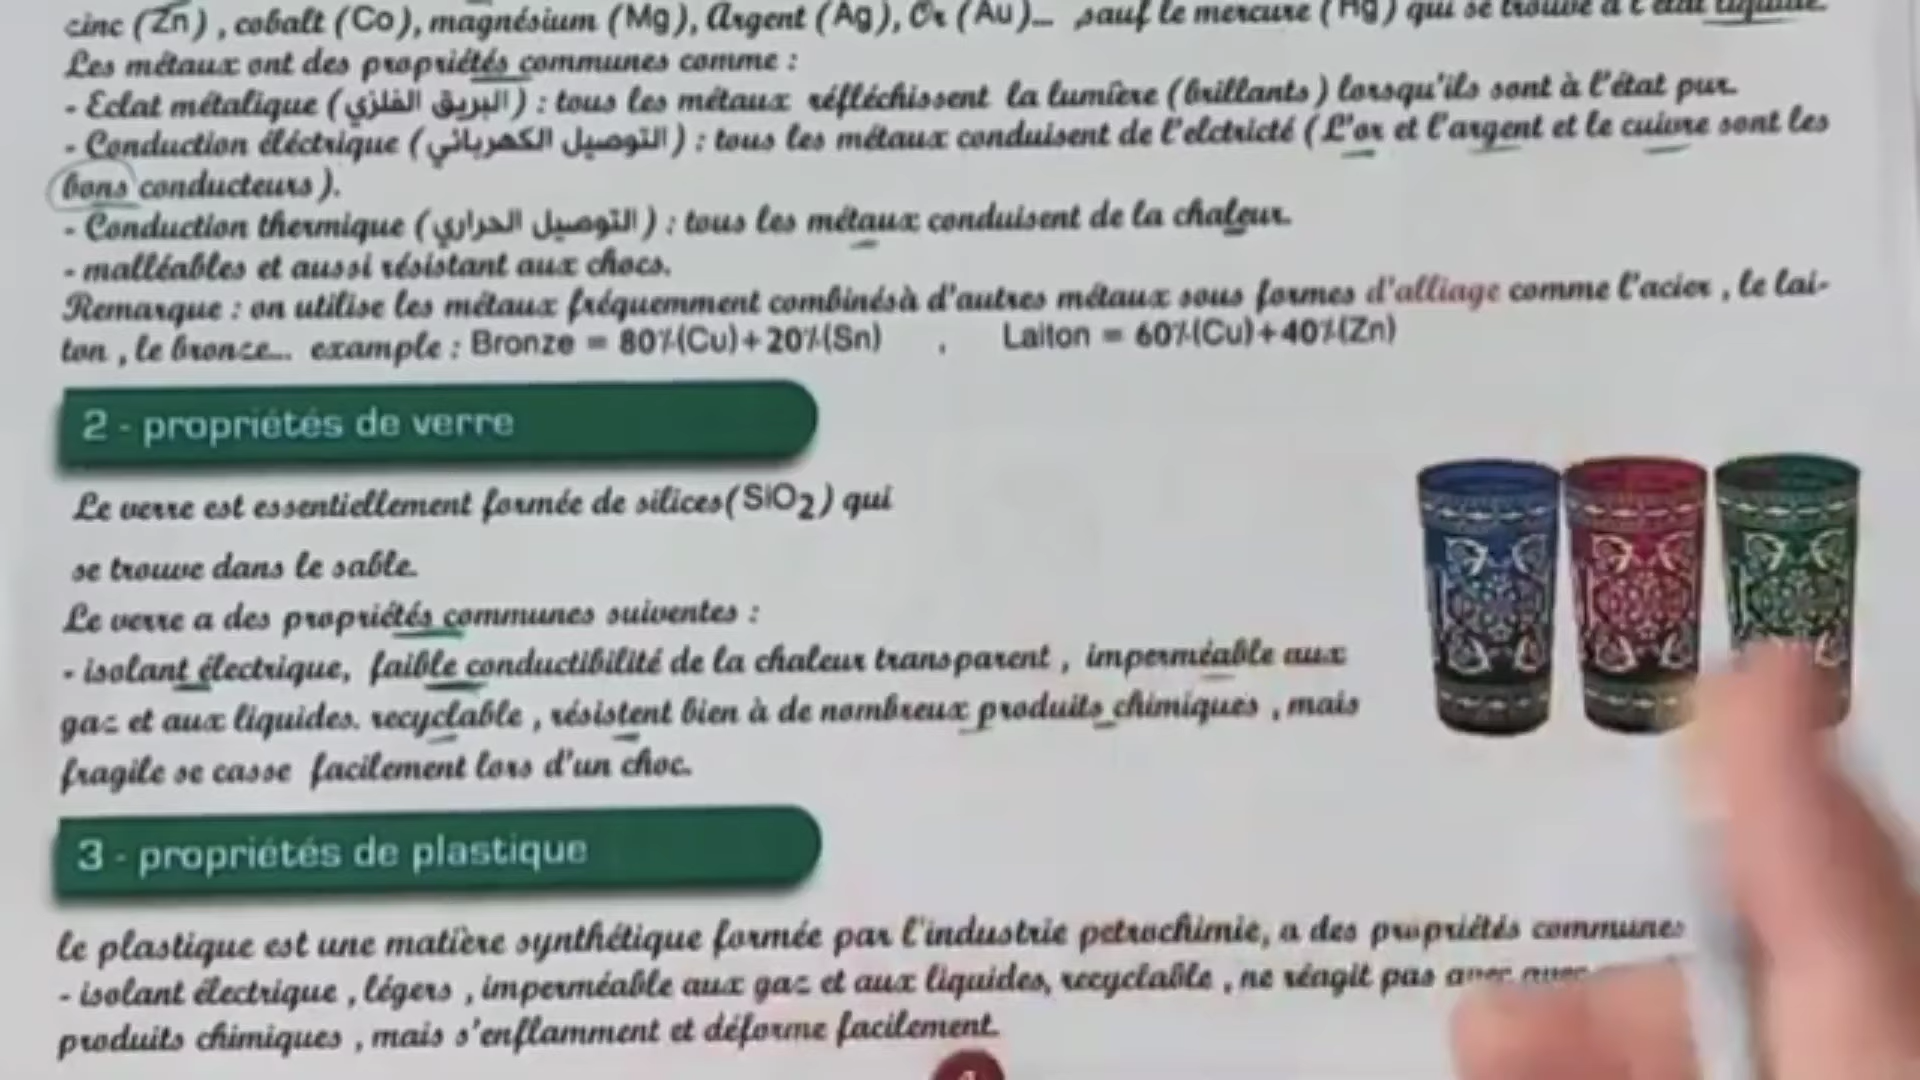 cinc (Zn) , cobalt (Co), magnésium (Mg), Argent (Ag), Or (Au)... sauf le mercure (Hg) qui se trouve à l'état liquide.
Les métaux ont des propriétés communes comme :
- Eclat métalique (البريق الفلزي) : tous les métaux réfléchissent la lumière (brillants) lorsqu'ils sont à l'état pur.
- Conduction éléctrique (التوصيل الكهربائي) : tous les métaux conduisent de l'elctricté (L'or et l'argent et le cuivre sont les
bons conducteurs).
- Conduction thermique (التوصيل الحراري) : tous les métaux conduisent de la chaleur.
- malléables et aussi résistant aux chocs.
Remarque : on utilise les métaux fréquemment combinésà d'autres métaux sous formes d'alliage comme l'acier , le lai-
ton , le bronze... example : Bronze = 80%(Cu)+20%(Sn) , Laiton = 60%(Cu)+40%(Zn)
2 - propriétés de verre
Le verre est essentiellement formée de silices(SiO2) qui
se trouve dans le sable.
Le verre a des propriétés communes suiventes :
- isolant électrique, faible conductibilité de la chaleur transparent , imperméable aux
gaz et aux liquides. recyclable , résistent bien à de nombreux produits chimiques , mais
fragile se casse facilement lors d'un choc.
3 - propriétés de plastique
le plastique est une matière synthétique formée par l'industrie petrochimie, a des propriétés communes
- isolant électrique , légers , imperméable aux gaz et aux liquides, recyclable , ne réagit pas avec avec
produits chimiques , mais s'enflamment et déforme facilement.